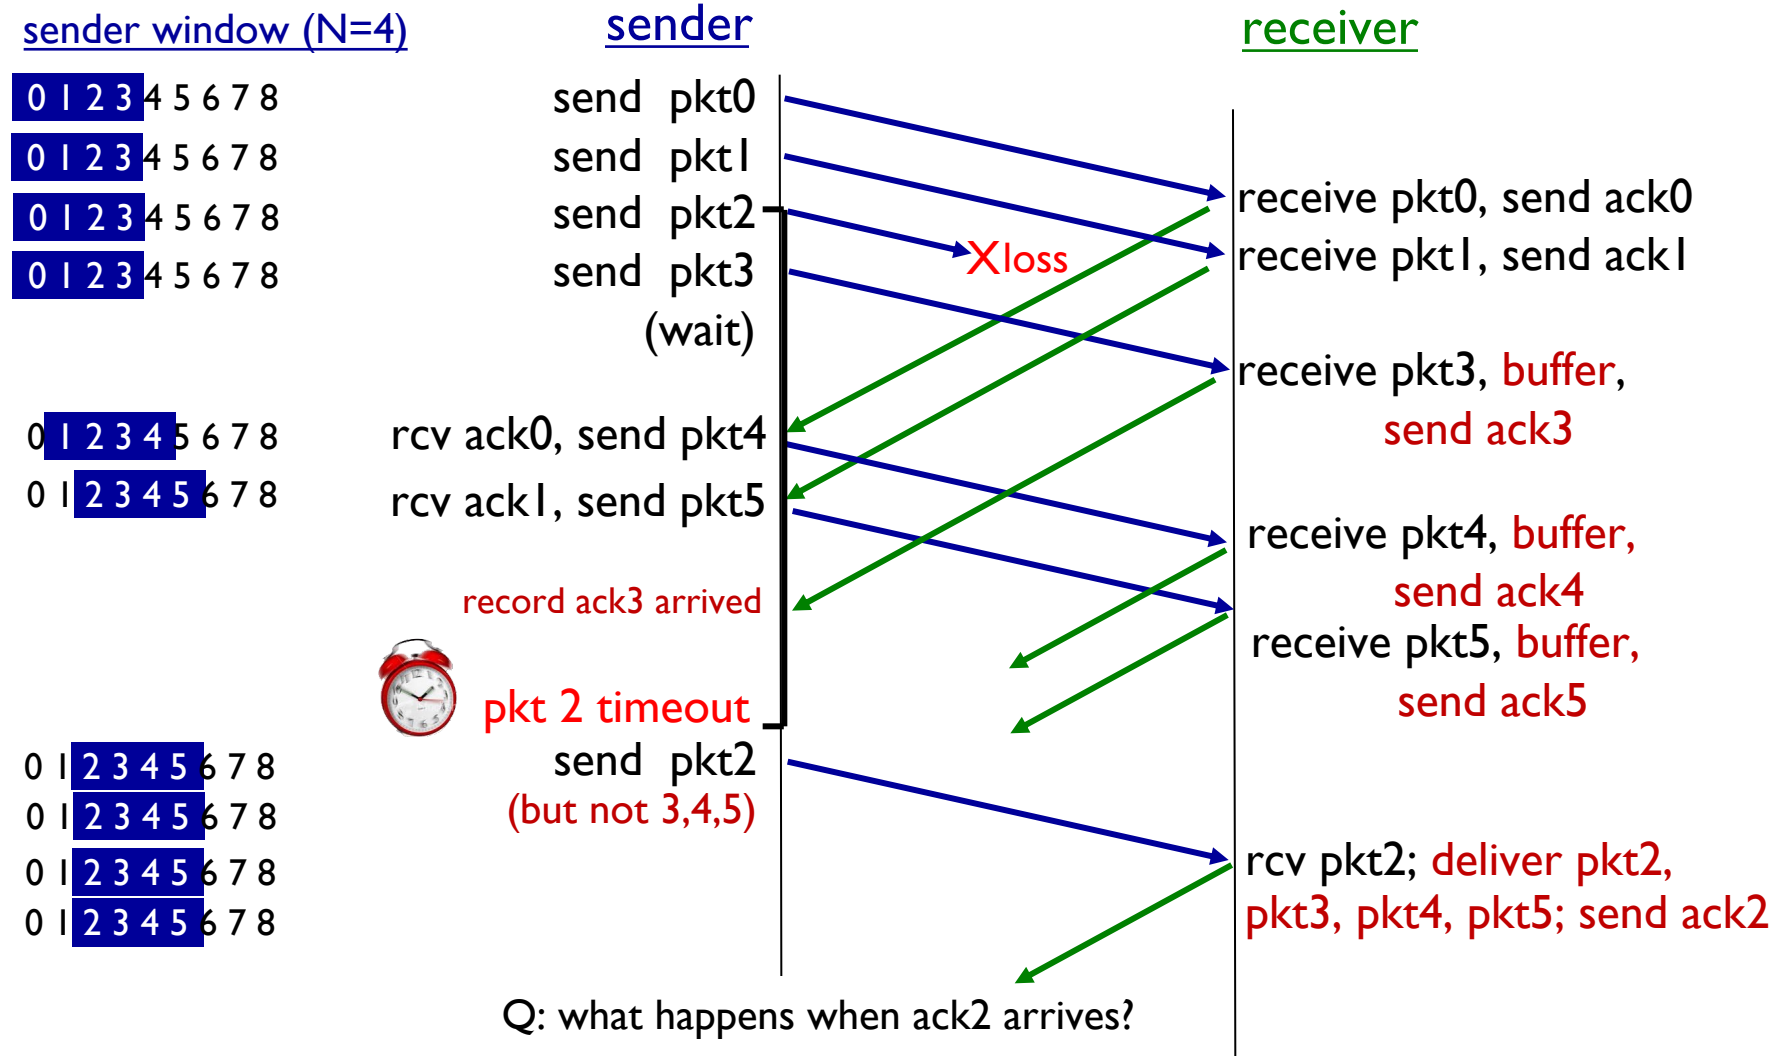 sender window (N=4) sender receiver
0 1 2 3 4 5 6 7 8 send pkt0
0 1 2 3 4 5 6 7 8 send pkt1
0 1 2 3 4 5 6 7 8 send pkt2 receive pkt0, send ack0
0 1 2 3 4 5 6 7 8 send pkt3 Xloss receive pkt1, send ack1
(wait)
receive pkt3, buffer,
send ack3
0 1 2 3 4 5 6 7 8 rcv ack0, send pkt4
0 1 2 3 4 5 6 7 8 rcv ack1, send pkt5
receive pkt4, buffer,
record ack3 arrived send ack4
receive pkt5, buffer,
pkt 2 timeout send ack5
0 1 2 3 4 5 6 7 8 send pkt2
0 1 2 3 4 5 6 7 8 (but not 3,4,5)
0 1 2 3 4 5 6 7 8 rcv pkt2; deliver pkt2,
0 1 2 3 4 5 6 7 8 pkt3, pkt4, pkt5; send ack2
Q: what happens when ack2 arrives?